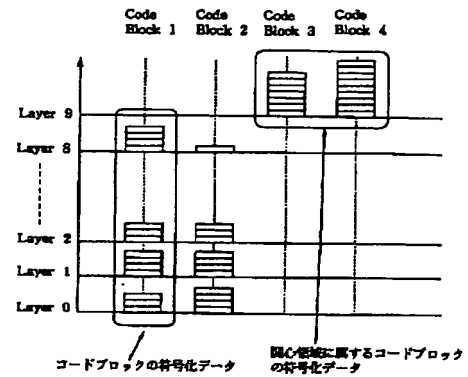 Code Block 1
Code Block 2
Code Block 3
Code Block 4
Layer 9
Layer 8
Layer 2
Layer 1
Layer 0
コードブロックの符号化データ
関心領域に属するコードブロック
の符号化データ